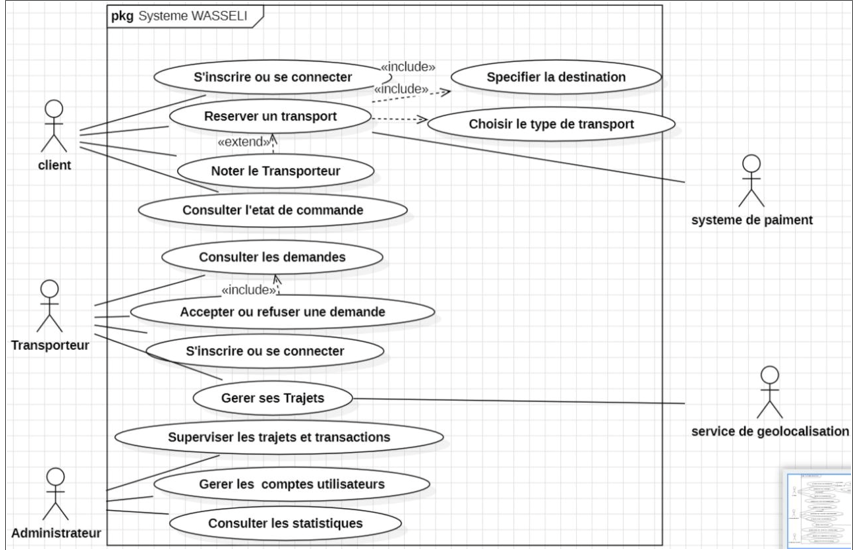 pkg Systeme WASSELI
S'inscrire ou se connecter
«include»
Specifier la destination
«include»
Reserver un transport
Choisir le type de transport
«extend»
client
Noter le Transporteur
systeme de paiment
Consulter l'etat de commande
Consulter les demandes
«include»
Accepter ou refuser une demande
Transporteur
S'inscrire ou se connecter
Gerer ses Trajets
service de geolocalisation
Superviser les trajets et transactions
Gerer les comptes utilisateurs
Administrateur
Consulter les statistiques